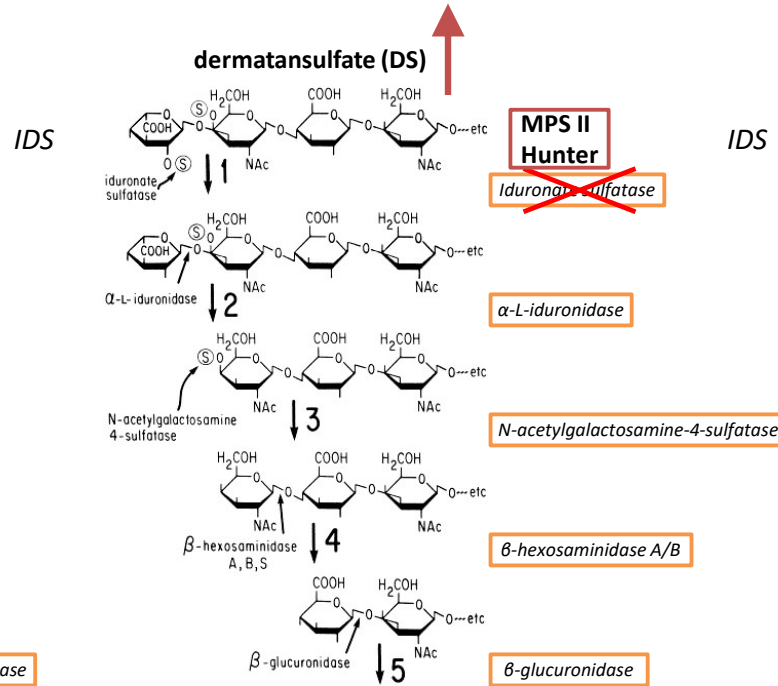 dermatansulfate (DS)
IDS
MPS II
Hunter
IDS
COOH
O
S
O
H2COH
O
O
COOH
O
O
H2COH
O
O---etc
O
S
NAc
NAc
iduronate
sulfatase
1
Iduronate sulfatase
COOH
O
S
O
H2COH
O
O
COOH
O
O
H2COH
O
O---etc
NAc
NAc
α-L-iduronidase
2
α-L-iduronidase
S
O
H2COH
O
O
COOH
O
O
H2COH
O
O---etc
NAc
NAc
N-acetylgalactosamine
4-sulfatase
3
N-acetylgalactosamine-4-sulfatase
H2COH
O
O
COOH
O
O
H2COH
O
O---etc
NAc
NAc
β-hexosaminidase
A, B, S
4
β-hexosaminidase A/B
COOH
O
O
H2COH
O
O---etc
NAc
β-glucuronidase
5
ase
β-glucuronidase